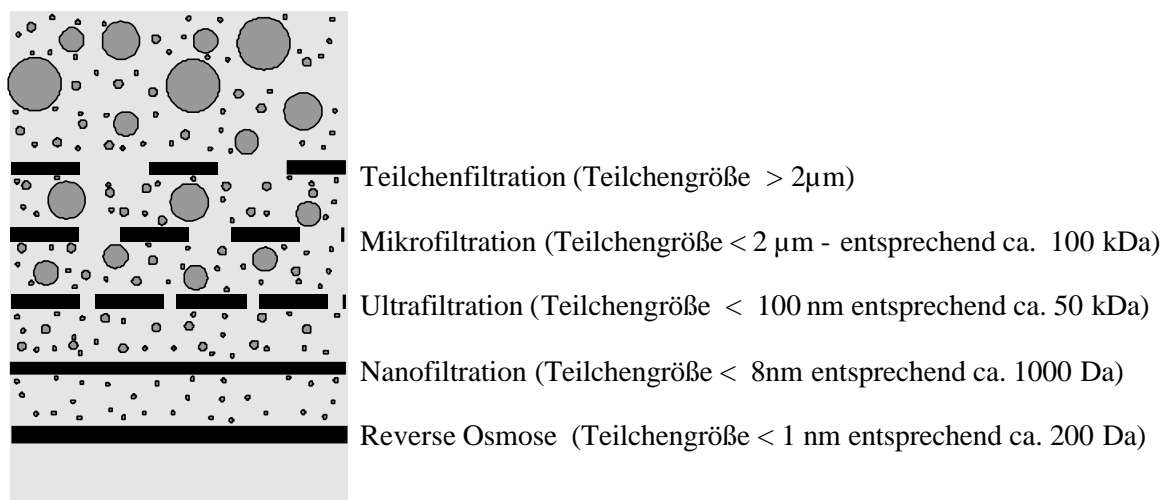 Teilchenfiltration (Teilchengröße > 2µm)
Mikrofiltration (Teilchengröße < 2 µm - entsprechend ca. 100 kDa)
Ultrafiltration (Teilchengröße < 100 nm entsprechend ca. 50 kDa)
Nanofiltration (Teilchengröße < 8nm entsprechend ca. 1000 Da)
Reverse Osmose (Teilchengröße < 1 nm entsprechend ca. 200 Da)